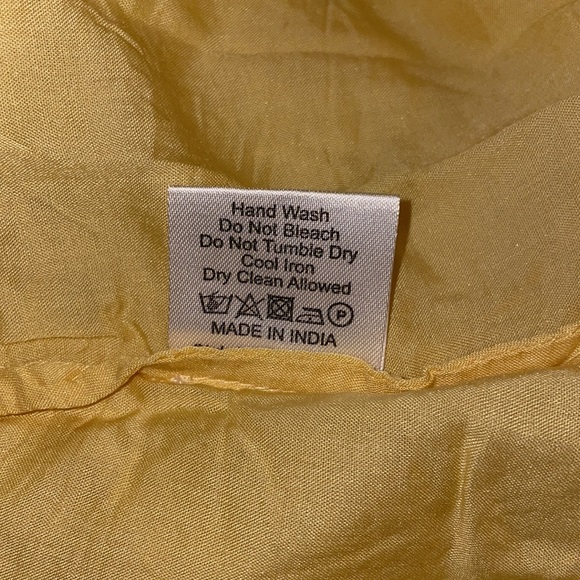 Hand Wash
Do Not Bleach
Do Not Tumble Dry
Cool Iron
Dry Clean Allowed
P
MADE IN INDIA